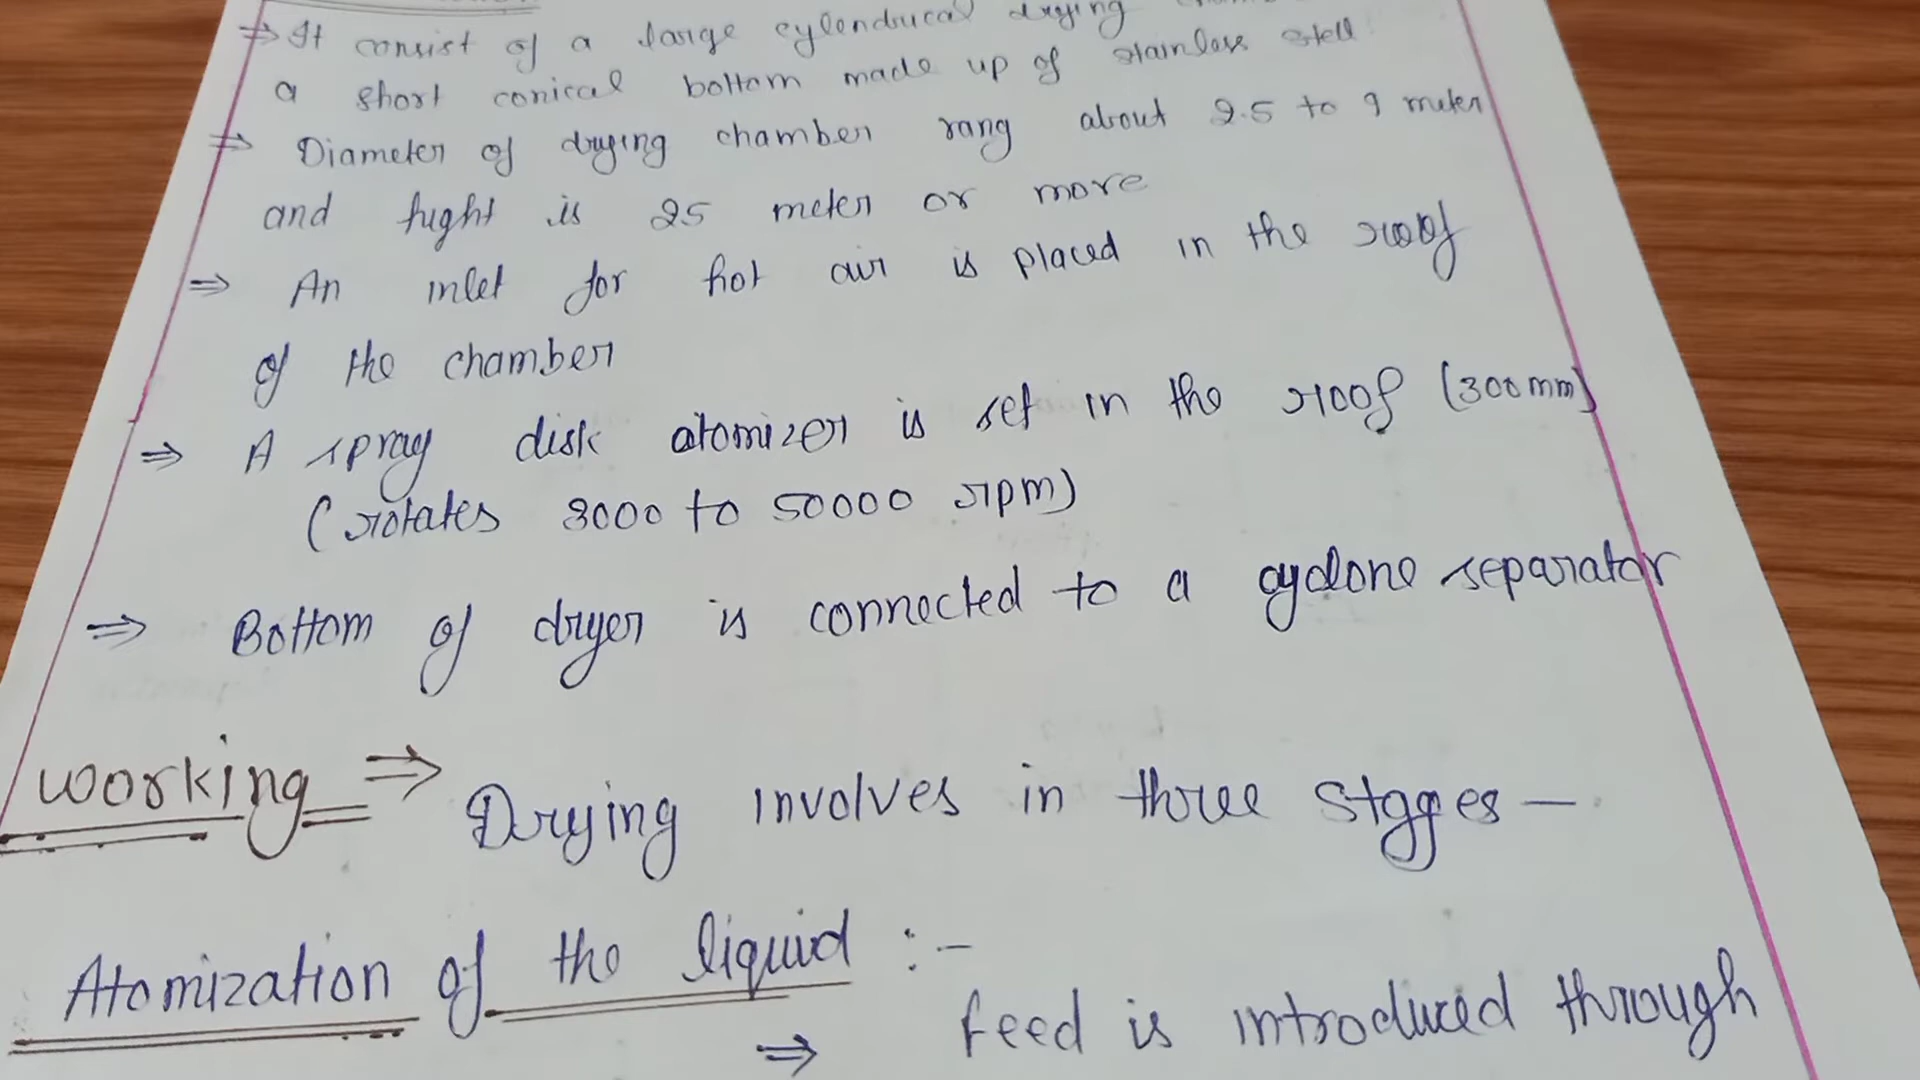 ⇒ It consist of a large cylendrical drying
a short conical bottom made up of stainless stell
⇒ Diameter of drying chamber rang about 2.5 to 9 meter
and hight is 25 meter or more
⇒ An inlet for hot air is placed in the roof
of the chamber
⇒ A spray disk atomizer is set in the roof (300mm)
(rotates 3000 to 50000 rpm)
⇒ Bottom of dryer is connected to a cyclone separator
working ⇒ Drying involves in three stages —
Atomization of the liquid :-
⇒ feed is introduced through